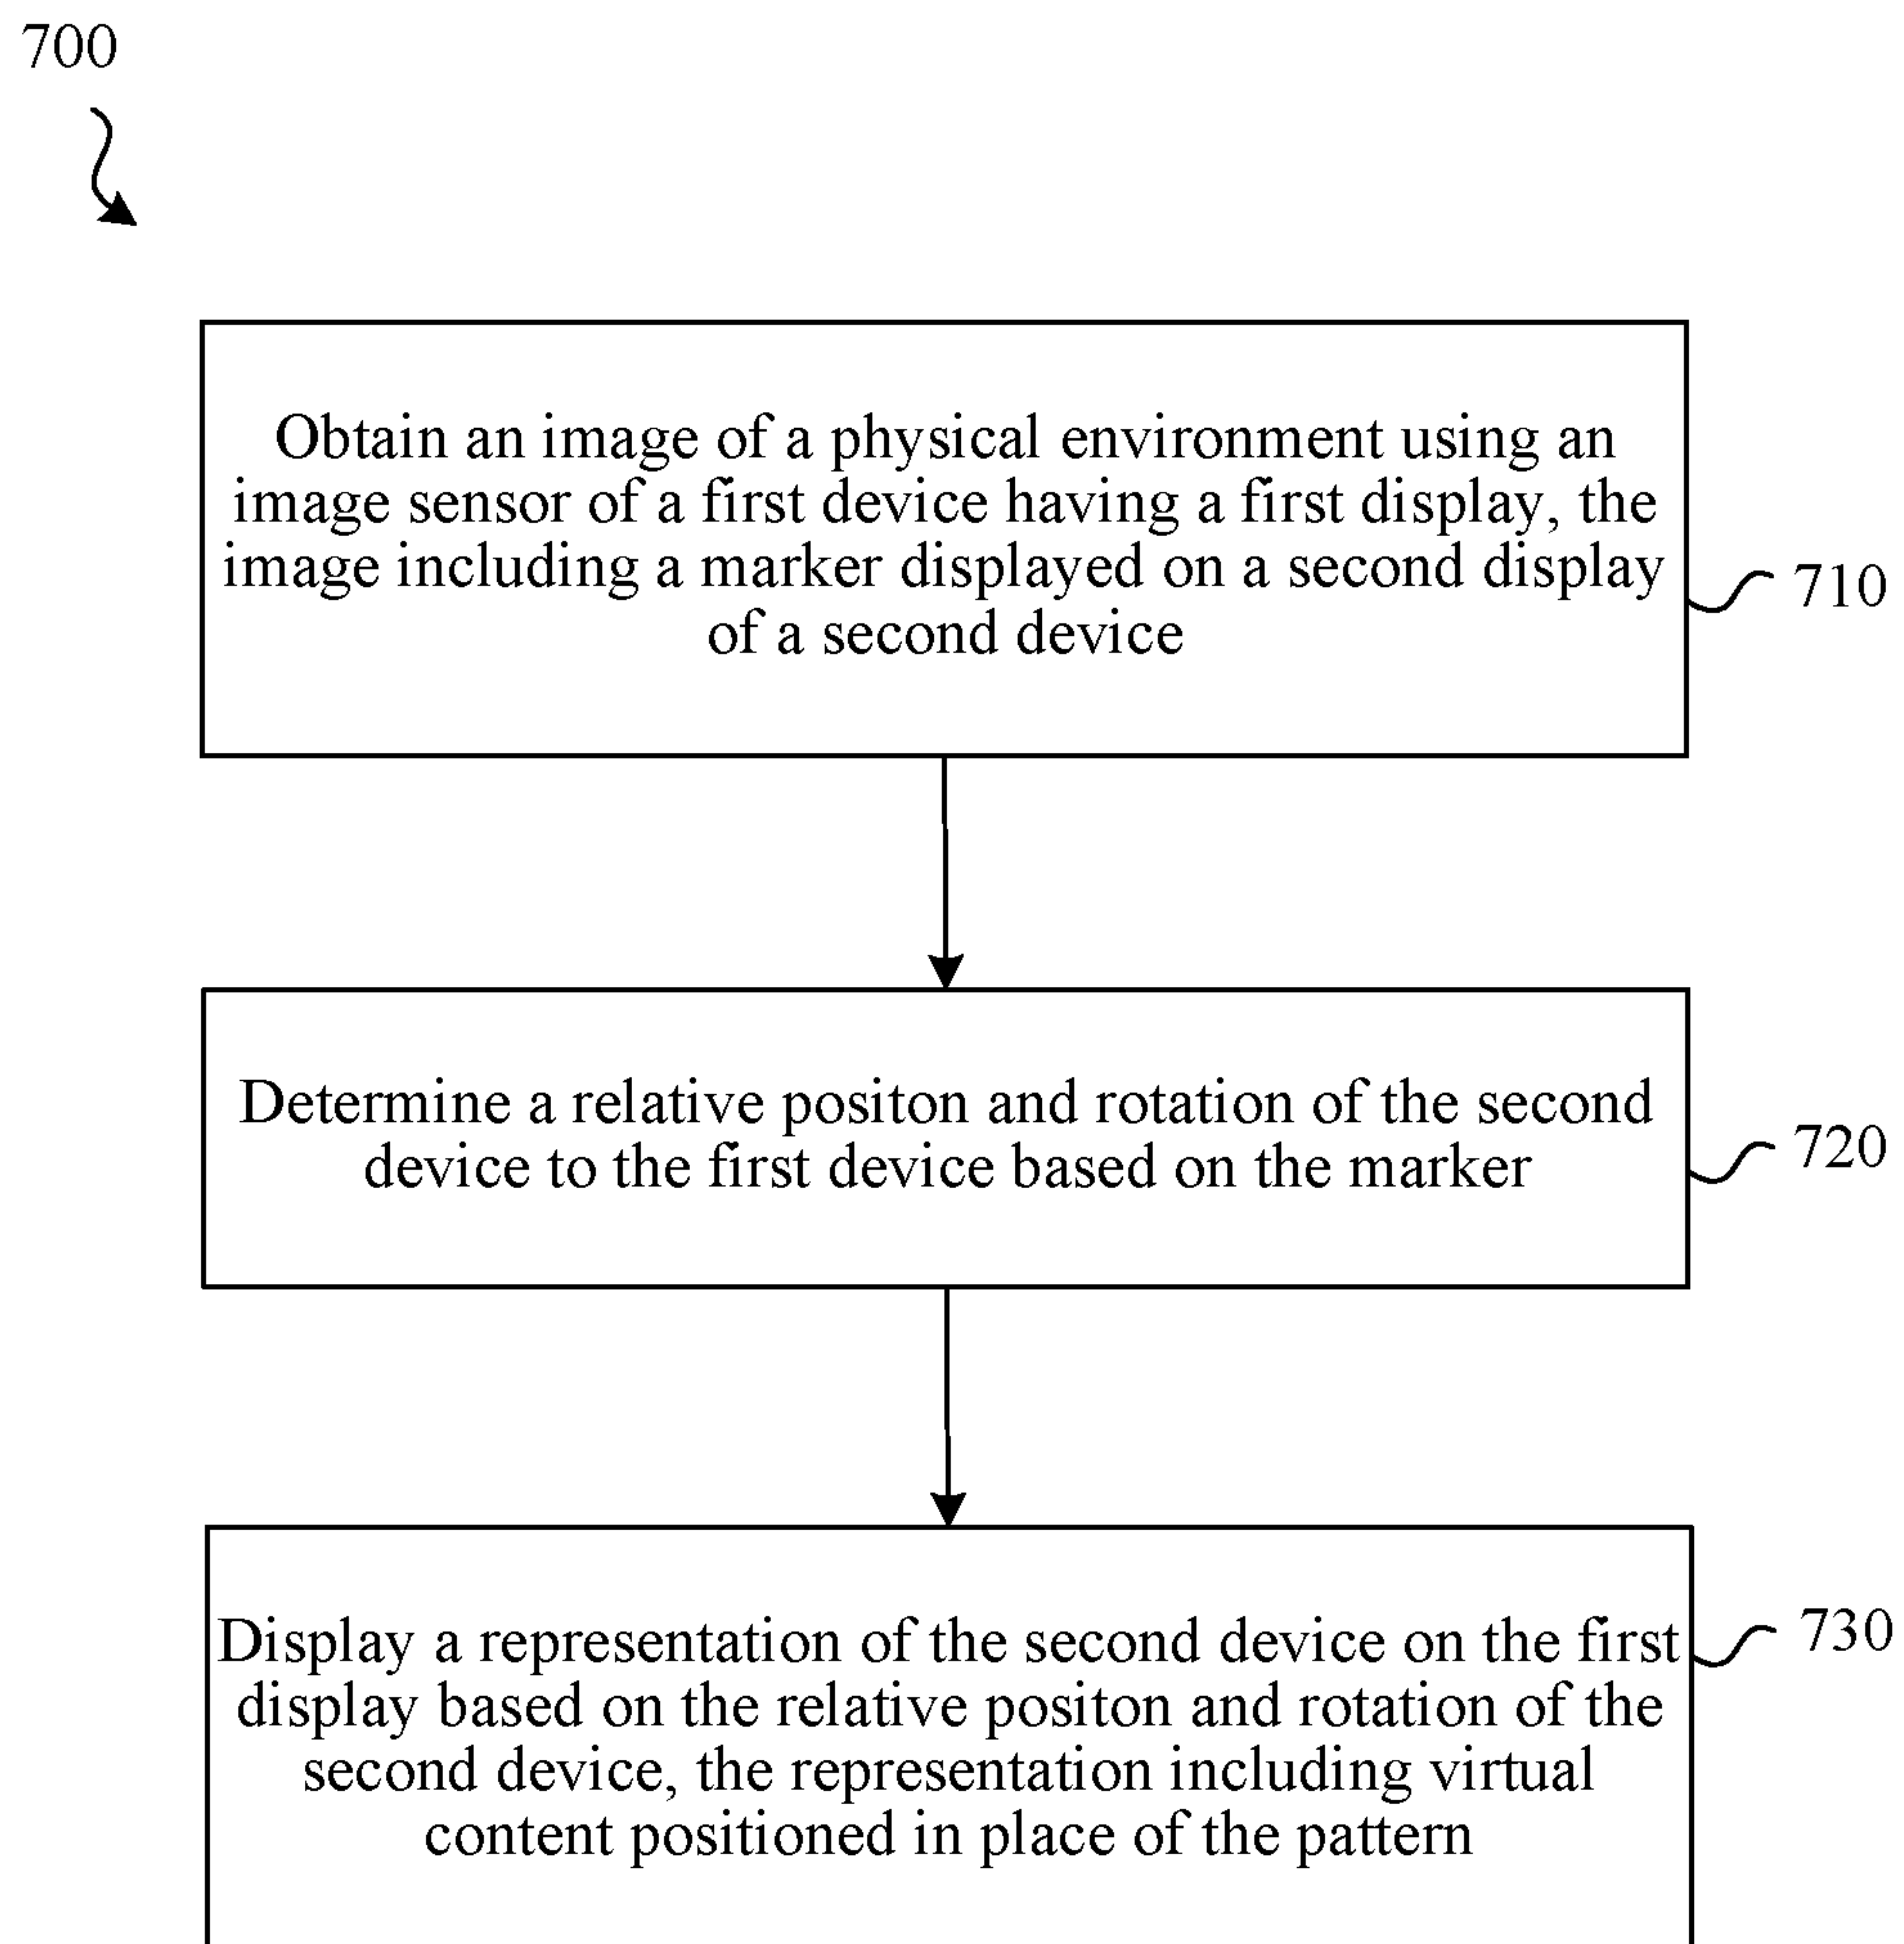 700
Obtain an image of a physical environment using an
image sensor of a first device having a first display, the
image including a marker displayed on a second display
of a second device
710
Determine a relative positon and rotation of the second
device to the first device based on the marker
720
Display a representation of the second device on the first
display based on the relative positon and rotation of the
second device, the representation including virtual
content positioned in place of the pattern
730